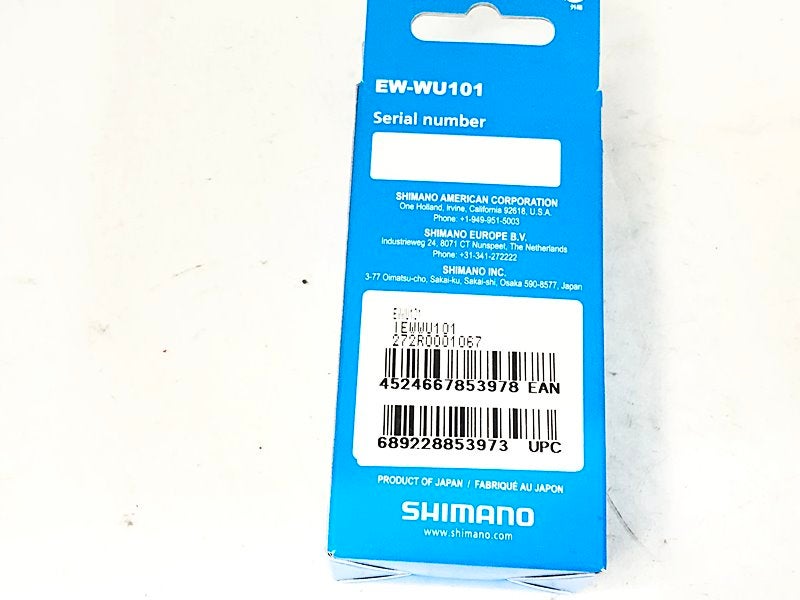 外箱
EW-WU101
Serial number
SHIMANO AMERICAN CORPORATION
One Holland, Irvine, California 92618, U.S.A.
Phone: +1-949-951-5003
SHIMANO EUROPE B.V.
Industrieweg 24, 8071 CT Nunspeet, The Netherlands
Phone: +31-341-272222
SHIMANO INC.
3-77 Oimatsu-cho, Sakai-ku, Sakai-shi, Osaka 590-8577, Japan
IEWWU101
272R0001067
4524667853978 EAN
689228853973 UPC
PRODUCT OF JAPAN / FABRIQUÉ AU JAPON
SHIMANO
www.shimano.com